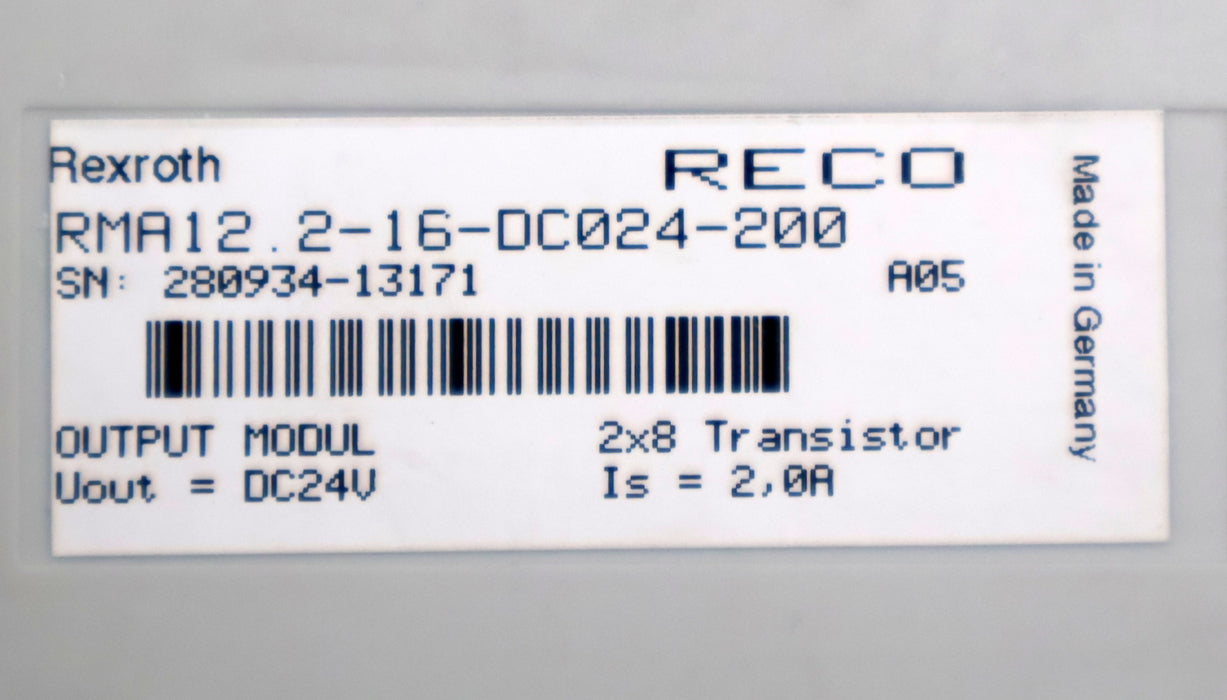 Rexroth RECO
RMA12.2-16-DC024-200
SN: 280934-13171 A05
OUTPUT MODUL 2x8 Transistor
Uout = DC24V Is = 2,0A
Made in Germany